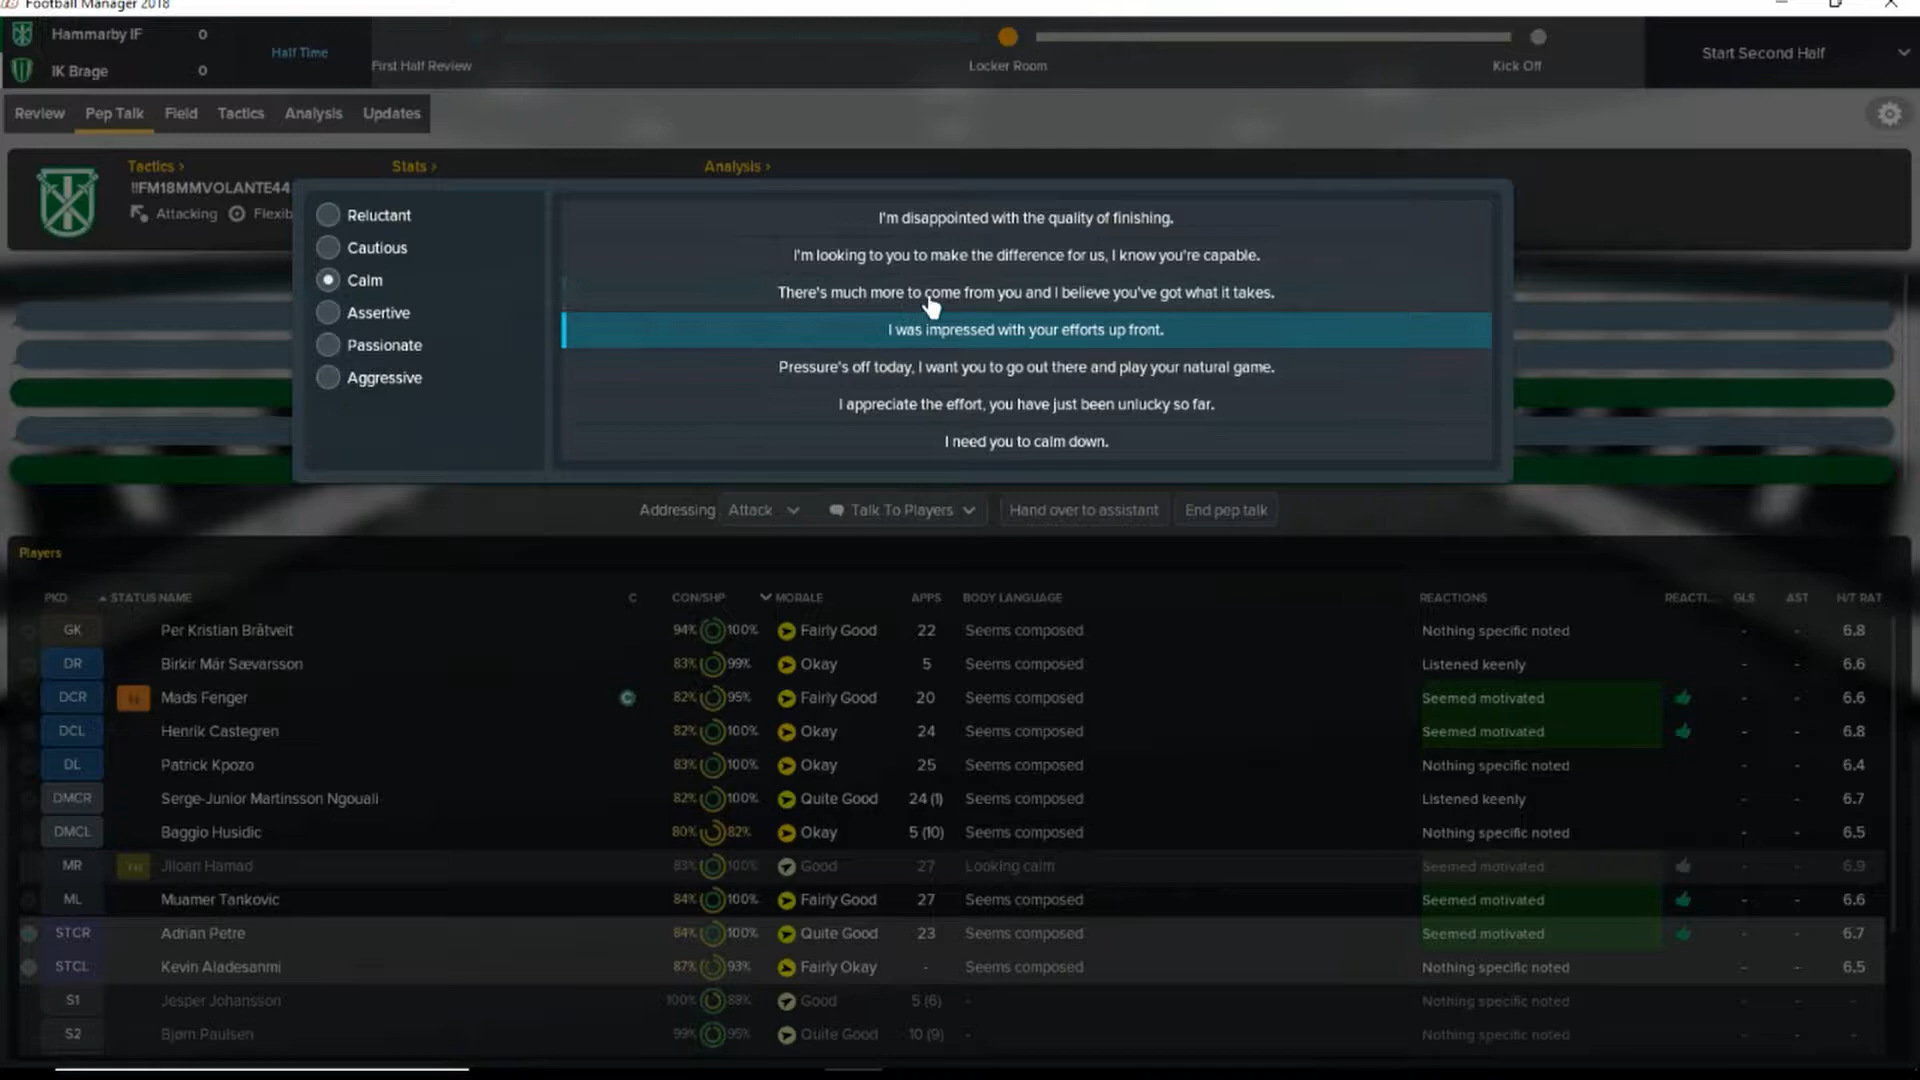 Football Manager 2018
Hammarby IF 0
IK Brage 0
Half Time
First Half Review
Locker Room
Kick Off
Start Second Half
Review Pep Talk Field Tactics Analysis Updates
Tactics > Stats > Analysis >
!!FM18MMVOLANTE44
Attacking Flexib
Reluctant
Cautious
Calm
Assertive
Passionate
Aggressive
I'm disappointed with the quality of finishing.
I'm looking to you to make the difference for us, I know you're capable.
There's much more to come from you and I believe you've got what it takes.
I was impressed with your efforts up front.
Pressure's off today, I want you to go out there and play your natural game.
I appreciate the effort, you have just been unlucky so far.
I need you to calm down.
Addressing Attack Talk To Players Hand over to assistant End pep talk
Players
PKD STATUS NAME C CON/SHP MORALE APPS BODY LANGUAGE REACTIONS REACTI... GLS AST H/T RAT
GK Per Kristian Bråtveit 94% 100% Fairly Good 22 Seems composed Nothing specific noted - - 6.8
DR Birkir Már Sævarsson 83% 99% Okay 5 Seems composed Listened keenly - - 6.6
DCR Mads Fenger C 82% 95% Fairly Good 20 Seems composed Seemed motivated - - 6.6
DCL Henrik Castegren 82% 100% Okay 24 Seems composed Seemed motivated - - 6.8
DL Patrick Kpozo 83% 100% Okay 25 Seems composed Nothing specific noted - - 6.4
DMCR Serge-Junior Martinsson Ngouali 82% 100% Quite Good 24 (1) Seems composed Listened keenly - - 6.7
DMCL Baggio Husidic 80% 82% Okay 5 (10) Seems composed Nothing specific noted - - 6.5
MR Jiloan Hamad 83% 100% Good 27 Looking calm Seemed motivated - - 6.9
ML Muamer Tankovic 84% 100% Fairly Good 27 Seems composed Seemed motivated - - 6.6
STCR Adrian Petre 84% 100% Quite Good 23 Seems composed Seemed motivated - - 6.7
STCL Kevin Aladesanmi 87% 93% Fairly Okay - Seems composed Nothing specific noted - - 6.5
S1 Jesper Johansson 100% 89% Good 5 (6) - Nothing specific noted - - -
S2 Bjørn Paulsen 99% 95% Quite Good 10 (9) - Nothing specific noted - - -